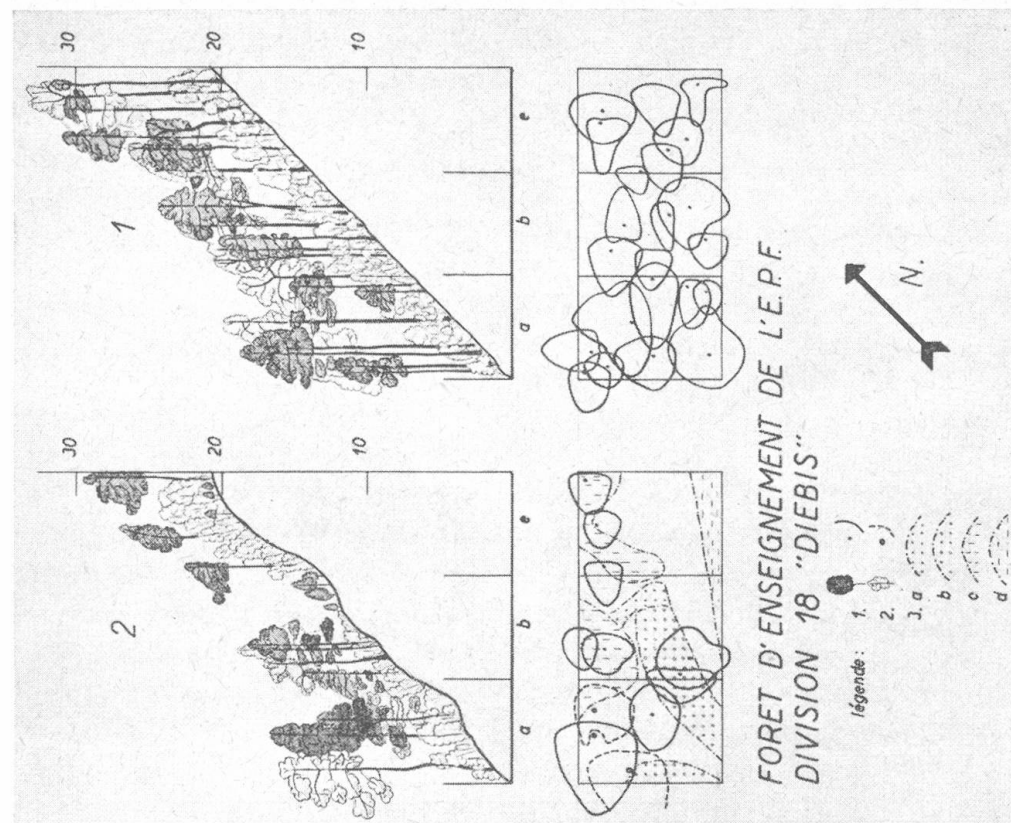 30
20
10
2
a b e
30
20
10
1
a b e
FORET D' ENSEIGNEMENT DE L'E.P.F.
DIVISION 18 "DIEBIS"
N.
légende:
1.
2.
3. a
b
c
d